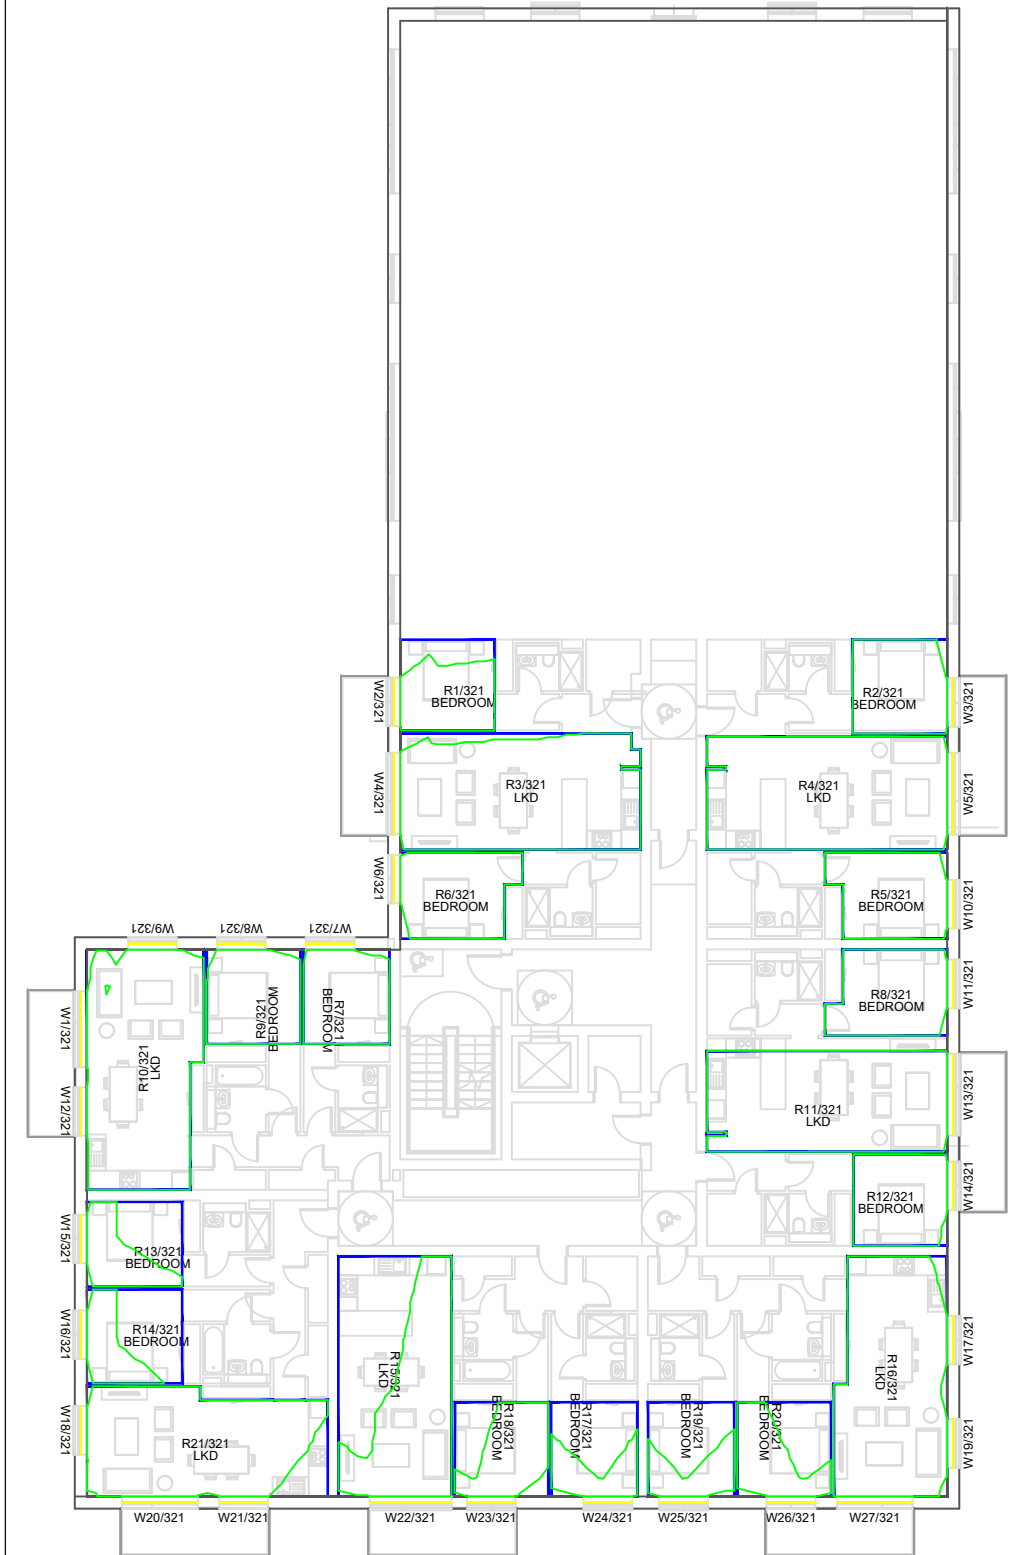 R1/321
BEDROOM
W2/321
R2/321
BEDROOM
W3/321
R3/321
LKD
W4/321
R4/321
LKD
W5/321
R6/321
BEDROOM
W6/321
R5/321
BEDROOM
W10/321
W9/321
W8/321
W7/321
R8/321
BEDROOM
W11/321
R10/321
LKD
R9/321
BEDROOM
R7/321
BEDROOM
W1/321
W12/321
R11/321
LKD
W13/321
R12/321
BEDROOM
W14/321
R13/321
BEDROOM
W15/321
R14/321
BEDROOM
W16/321
R15/321
LKD
R16/321
LKD
W17/321
R21/321
LKD
W18/321
R18/321
BEDROOM
R17/321
BEDROOM
R19/321
BEDROOM
R20/321
BEDROOM
W19/321
W20/321
W21/321
W22/321
W23/321
W24/321
W25/321
W26/321
W27/321